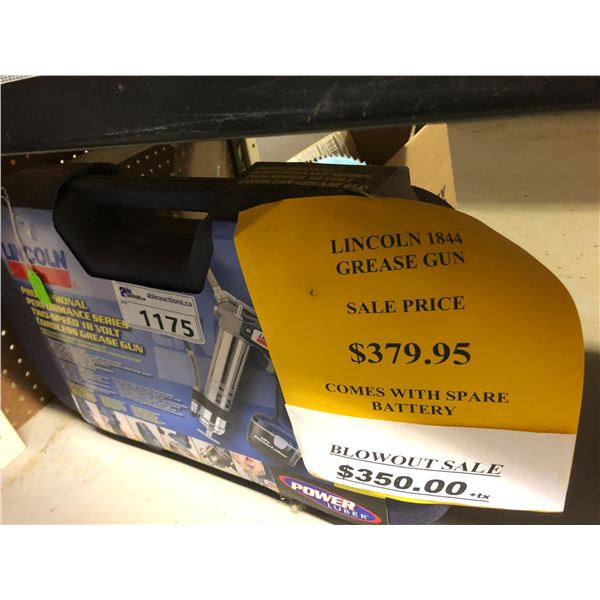 LINCOLN
PROFESSIONAL
PERFORMANCE SERIES
TWO-SPEED 18 VOLT
CORDLESS GREASE GUN
ableauctions.ca
1175
POWER
LUBER
LINCOLN 1844
GREASE GUN
SALE PRICE
$379.95
COMES WITH SPARE
BATTERY
BLOWOUT SALE
$350.00 +tx